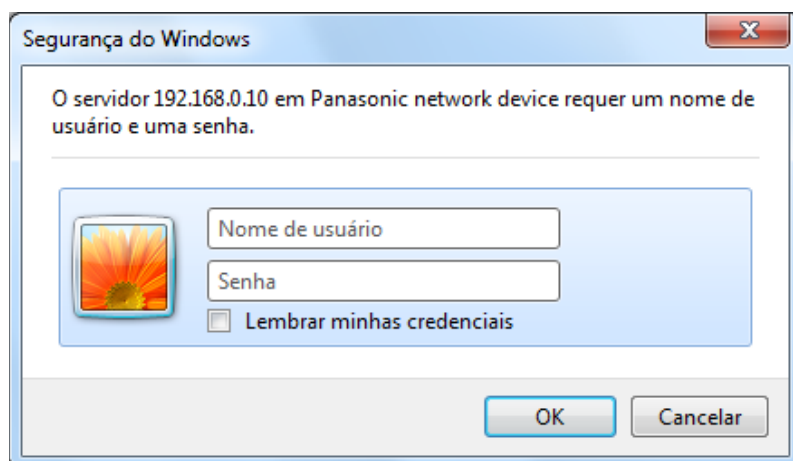 Segurança do Windows
O servidor 192.168.0.10 em Panasonic network device requer um nome de
usuário e uma senha.
Nome de usuário
Senha
Lembrar minhas credenciais
OK Cancelar